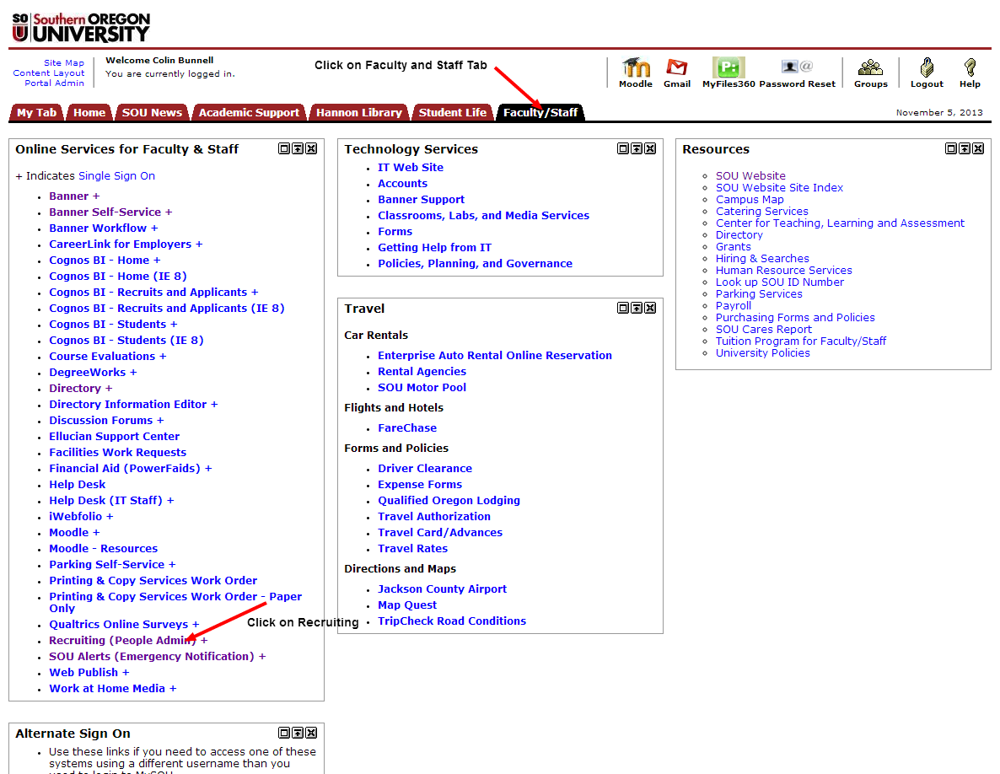 SO Southern OREGON
U UNIVERSITY
Site Map
Content Layout
Portal Admin
Welcome Colin Bunnell
You are currently logged in.
Click on Faculty and Staff Tab
Moodle
Gmail
MyFiles360
Password Reset
Groups
Logout
Help
My Tab
Home
SOU News
Academic Support
Hannon Library
Student Life
Faculty/Staff
November 5, 2013
Online Services for Faculty & Staff
+ Indicates Single Sign On
Banner +
Banner Self-Service +
Banner Workflow +
CareerLink for Employers +
Cognos BI - Home +
Cognos BI - Home (IE 8)
Cognos BI - Recruits and Applicants +
Cognos BI - Recruits and Applicants (IE 8)
Cognos BI - Students +
Cognos BI - Students (IE 8)
Course Evaluations +
DegreeWorks +
Directory +
Directory Information Editor +
Discussion Forums +
Ellucian Support Center
Facilities Work Requests
Financial Aid (PowerFaids) +
Help Desk
Help Desk (IT Staff) +
iWebfolio +
Moodle +
Moodle - Resources
Parking Self-Service +
Printing & Copy Services Work Order
Printing & Copy Services Work Order - Paper
Only
Qualtrics Online Surveys +
Click on Recruiting
Recruiting (People Admin) +
SOU Alerts (Emergency Notification) +
Web Publish +
Work at Home Media +
Alternate Sign On
Use these links if you need to access one of these
systems using a different username than you
used to login to MySOU
Technology Services
IT Web Site
Accounts
Banner Support
Classrooms, Labs, and Media Services
Forms
Getting Help from IT
Policies, Planning, and Governance
Travel
Car Rentals
Enterprise Auto Rental Online Reservation
Rental Agencies
SOU Motor Pool
Flights and Hotels
FareChase
Forms and Policies
Driver Clearance
Expense Forms
Qualified Oregon Lodging
Travel Authorization
Travel Card/Advances
Travel Rates
Directions and Maps
Jackson County Airport
Map Quest
TripCheck Road Conditions
Resources
SOU Website
SOU Website Site Index
Campus Map
Catering Services
Center for Teaching, Learning and Assessment
Directory
Grants
Hiring & Searches
Human Resource Services
Look up SOU ID Number
Parking Services
Payroll
Purchasing Forms and Policies
SOU Cares Report
Tuition Program for Faculty/Staff
University Policies